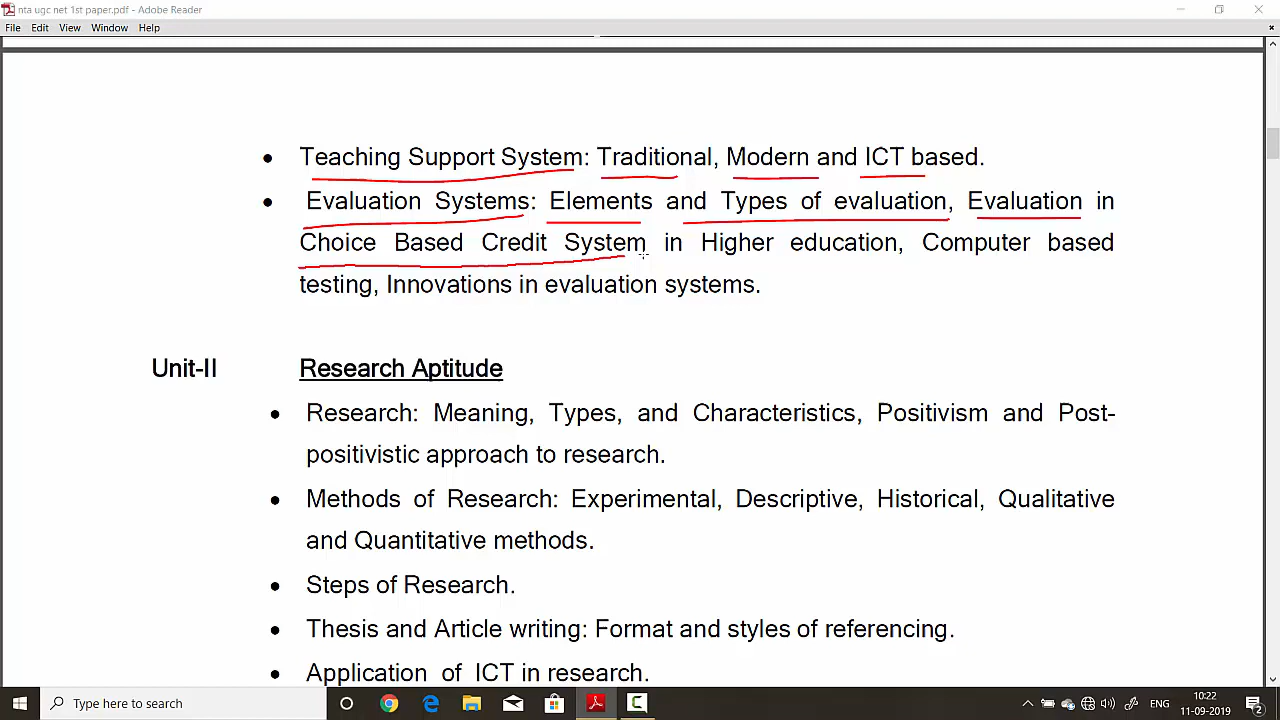 nta ugc net 1st paper.pdf - Adobe Reader
File Edit View Window Help
• Teaching Support System: Traditional, Modern and ICT based.
• Evaluation Systems: Elements and Types of evaluation, Evaluation in
Choice Based Credit System in Higher education, Computer based
testing, Innovations in evaluation systems.
Unit-II Research Aptitude
• Research: Meaning, Types, and Characteristics, Positivism and Post-
positivistic approach to research.
• Methods of Research: Experimental, Descriptive, Historical, Qualitative
and Quantitative methods.
• Steps of Research.
• Thesis and Article writing: Format and styles of referencing.
• Application of ICT in research.
Type here to search
ENG
10:22
11-09-2019
2